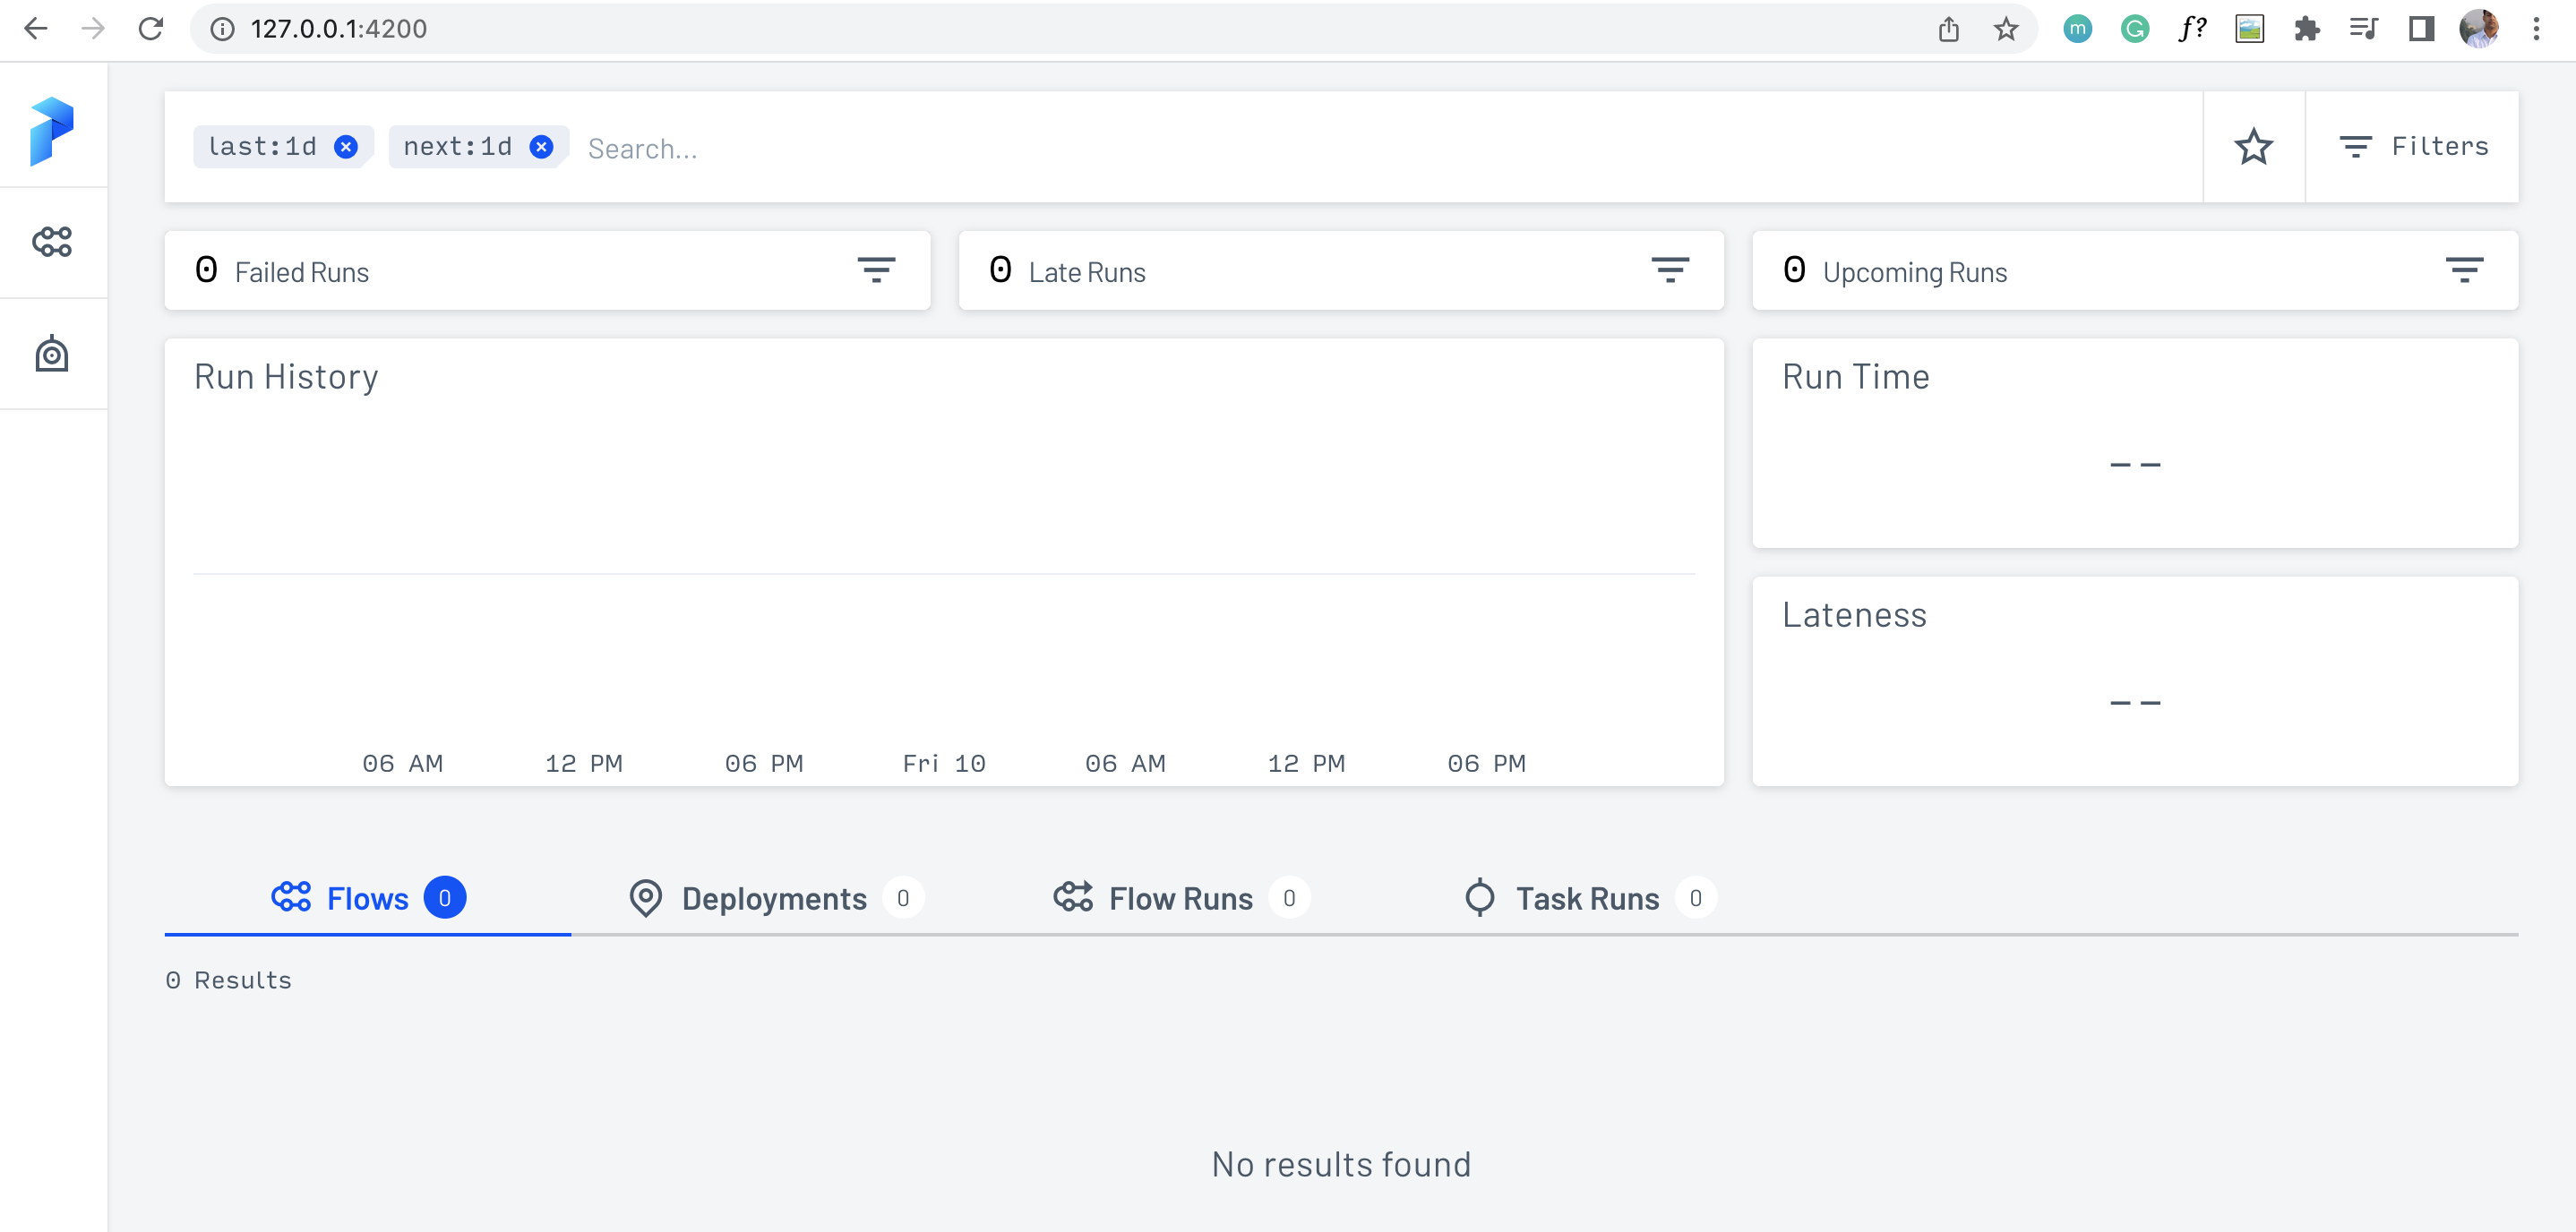 127.0.0.1:4200
m
G
f?
last:1d next:1d Search... Filters
0 Failed Runs
0 Late Runs
0 Upcoming Runs
Run History
06 AM 12 PM 06 PM Fri 10 06 AM 12 PM 06 PM
Run Time
--
Lateness
--
Flows 0 Deployments 0 Flow Runs 0 Task Runs 0
0 Results
No results found